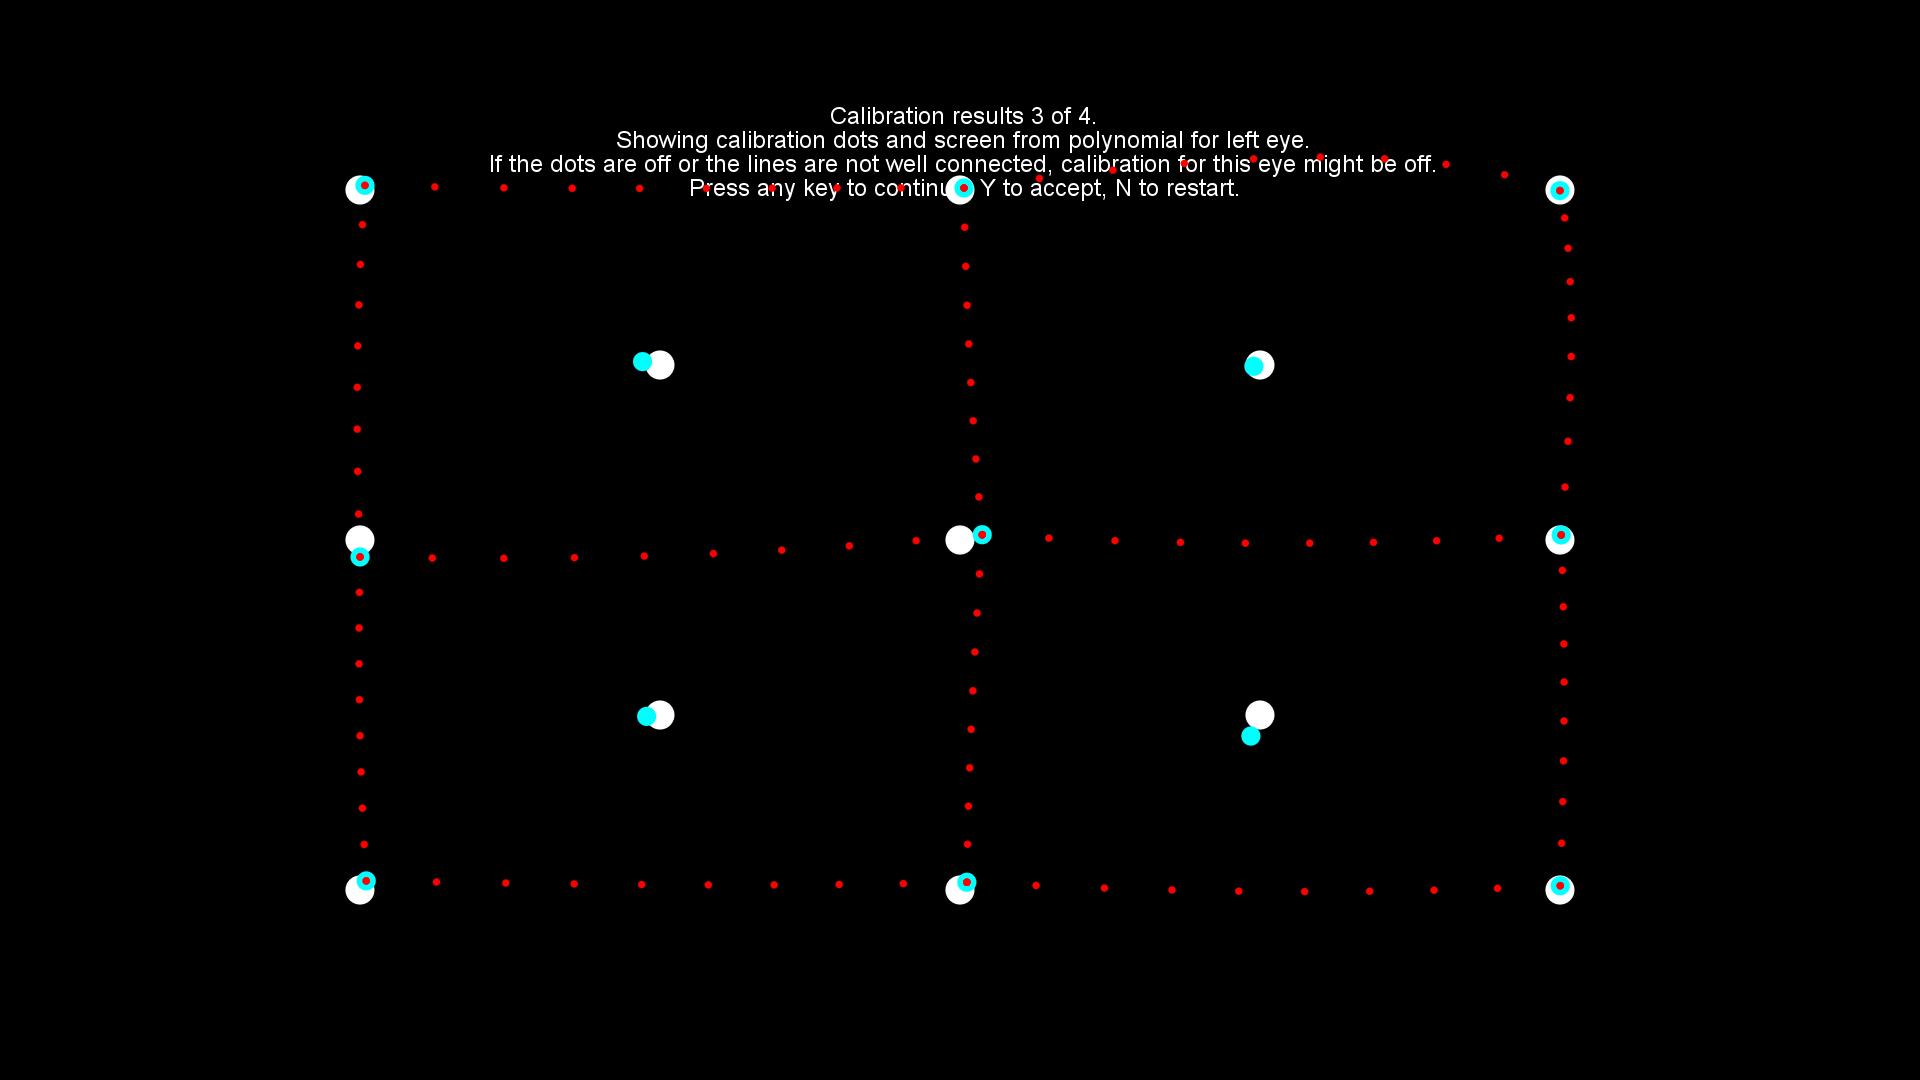 Calibration results 3 of 4.
Showing calibration dots and screen from polynomial for left eye.
If the dots are off or the lines are not well connected, calibration for this eye might be off.
Press any key to continu Y to accept, N to restart.